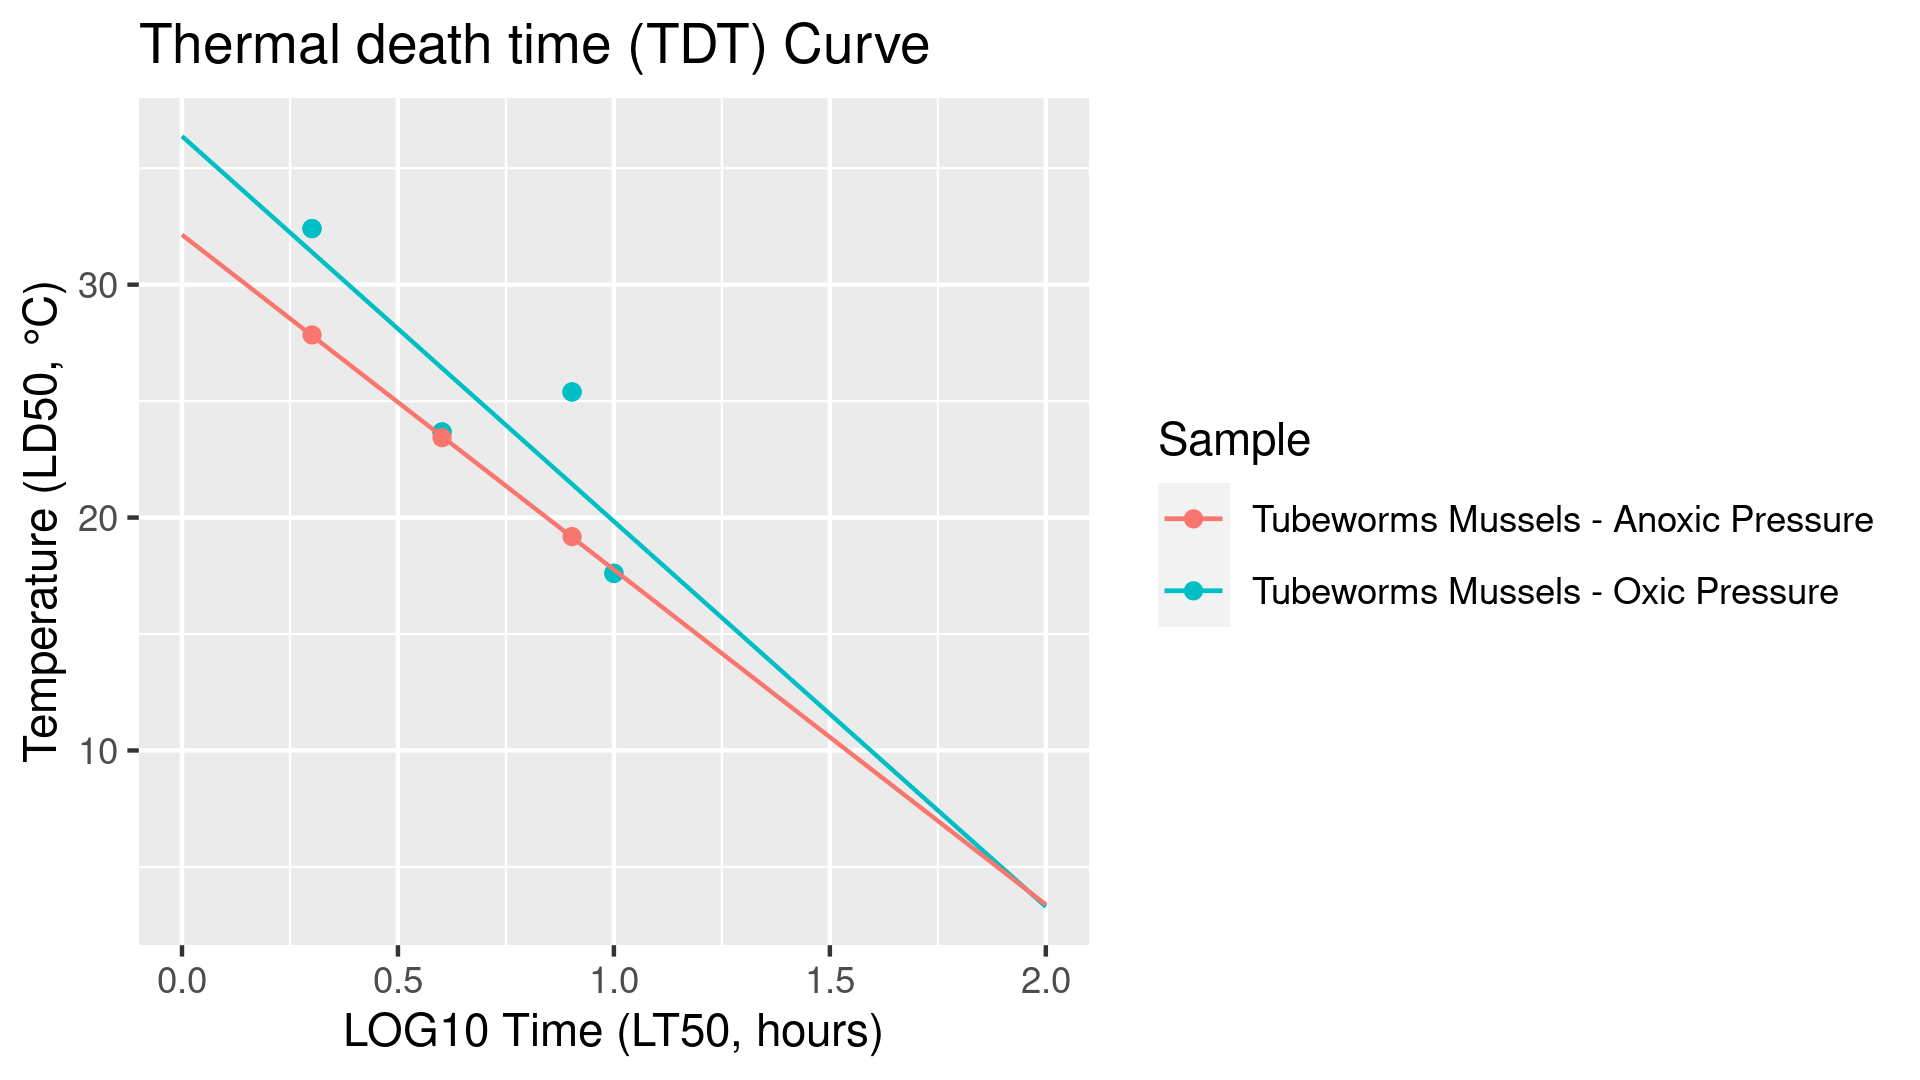 Thermal death time (TDT) Curve
Temperature (LD50, °C)
30
20
10
0.0 0.5 1.0 1.5 2.0
LOG10 Time (LT50, hours)
Sample
Tubeworms Mussels - Anoxic Pressure
Tubeworms Mussels - Oxic Pressure